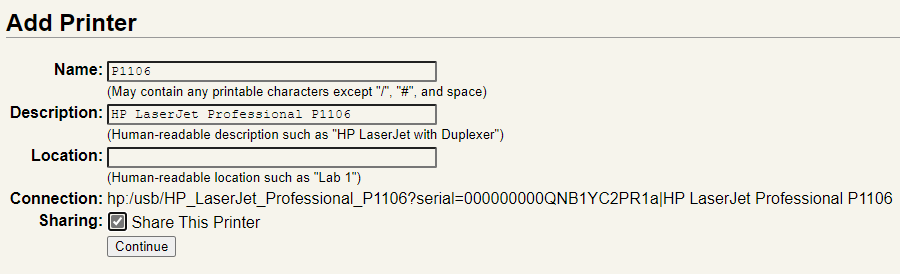 Add Printer
Name: P1106
(May contain any printable characters except "/", "#", and space)
Description: HP LaserJet Professional P1106
(Human-readable description such as "HP LaserJet with Duplexer")
Location:
(Human-readable location such as "Lab 1")
Connection: hp:/usb/HP_LaserJet_Professional_P1106?serial=000000000QNB1YC2PR1a|HP LaserJet Professional P1106
Sharing: Share This Printer
Continue